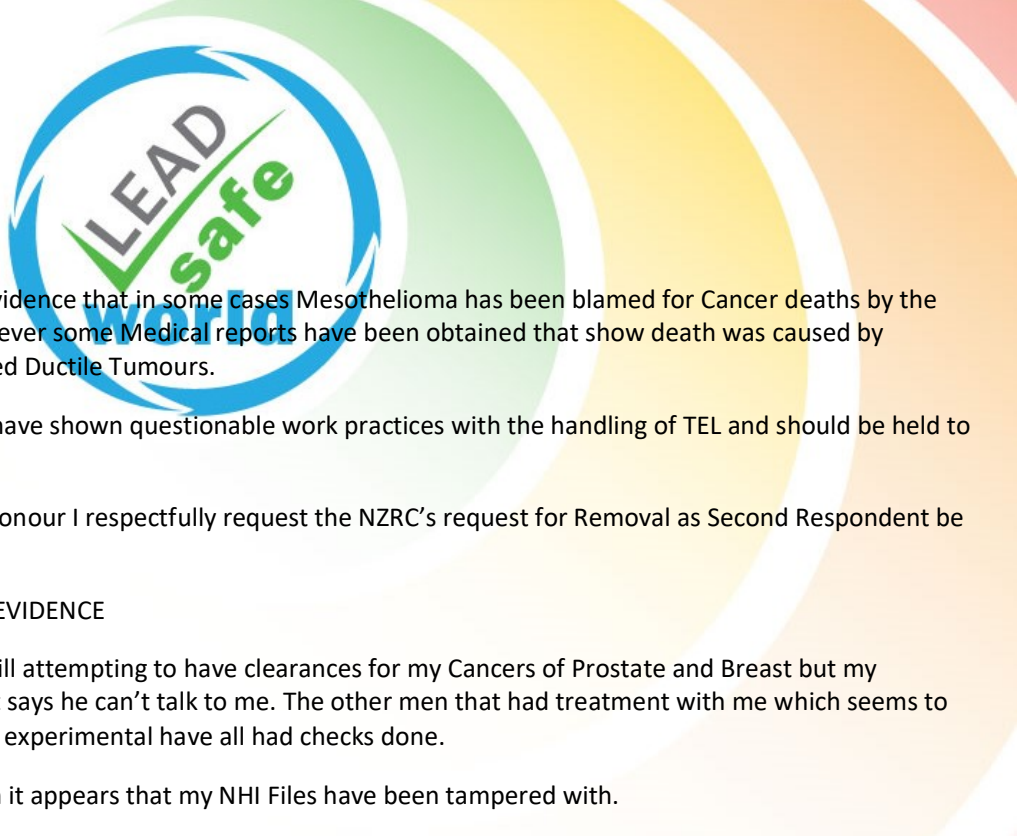 LEAD
safe
world
vidence that in some cases Mesothelioma has been blamed for Cancer deaths by the
ever some Medical reports have been obtained that show death was caused by
ed Ductile Tumours.
have shown questionable work practices with the handling of TEL and should be held to
onour I respectfully request the NZRC’s request for Removal as Second Respondent be
EVIDENCE
ill attempting to have clearances for my Cancers of Prostate and Breast but my
t says he can’t talk to me. The other men that had treatment with me which seems to
experimental have all had checks done.
it appears that my NHI Files have been tampered with.